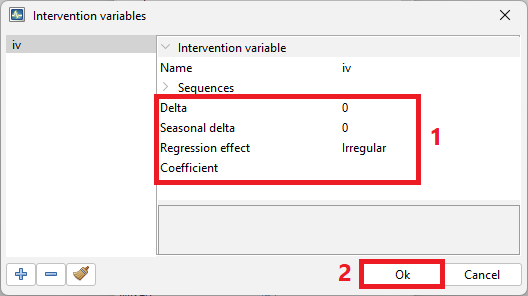 Intervention variables
iv
Intervention variable
Name iv
Sequences
Delta 0
Seasonal delta 0
Regression effect Irregular
Coefficient
1
2
Ok Cancel